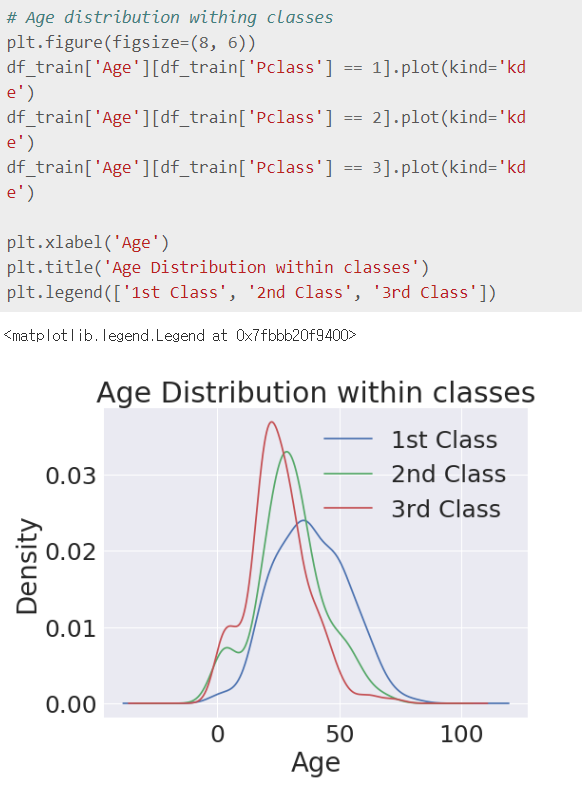 # Age distribution withing classes
plt.figure(figsize=(8, 6))
df_train['Age'][df_train['Pclass'] == 1].plot(kind='kd
e')
df_train['Age'][df_train['Pclass'] == 2].plot(kind='kd
e')
df_train['Age'][df_train['Pclass'] == 3].plot(kind='kd
e')
plt.xlabel('Age')
plt.title('Age Distribution within classes')
plt.legend(['1st Class', '2nd Class', '3rd Class'])
<matplotlib.legend.Legend at 0x7fbbb20f9400>
Age Distribution within classes
1st Class
2nd Class
3rd Class
Density
0.03
0.02
0.01
0.00
0 50 100
Age